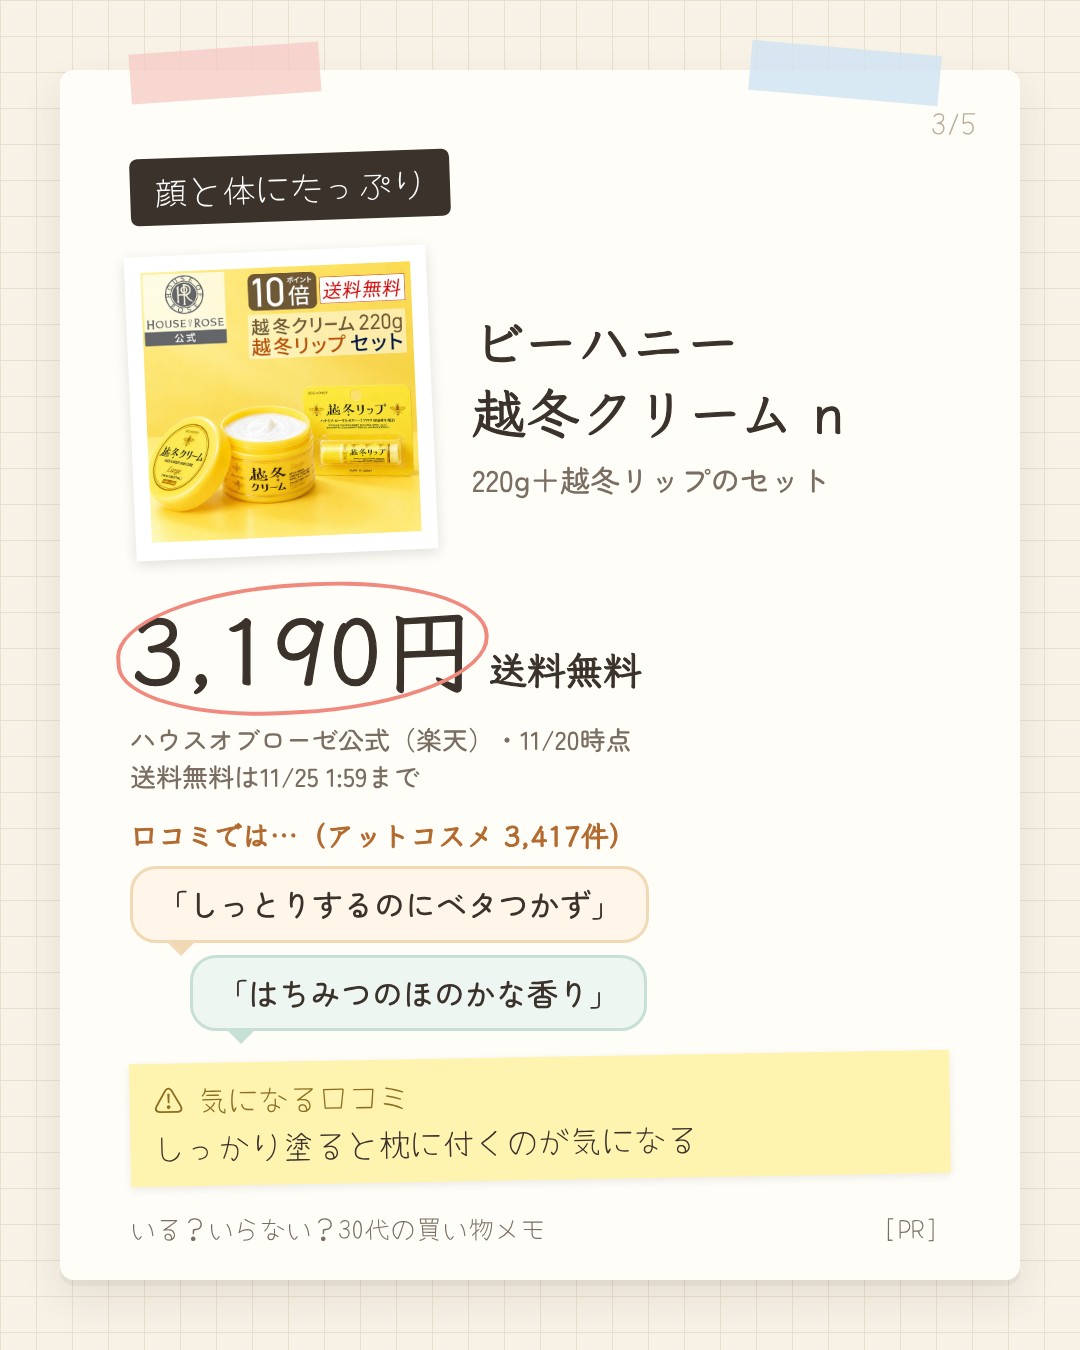 3/5
顔と体にたっぷり
HOUSE OF ROSE
公式
10倍
ポイント
送料無料
越冬クリーム 220g
越冬リップ セット
越冬リップ
越冬クリーム
Large
越冬
クリーム
越冬リップ
ビーハニー
越冬クリーム n
220g+越冬リップのセット
3,190円 送料無料
ハウスオブローゼ公式（楽天）・11/20時点
送料無料は11/25 1:59まで
口コミでは…（アットコスメ 3,417件）
「しっとりするのにベタつかず」
「はちみつのほのかな香り」
気になる口コミ
しっかり塗ると枕に付くのが気になる
いる？いらない？30代の買い物メモ
[PR]